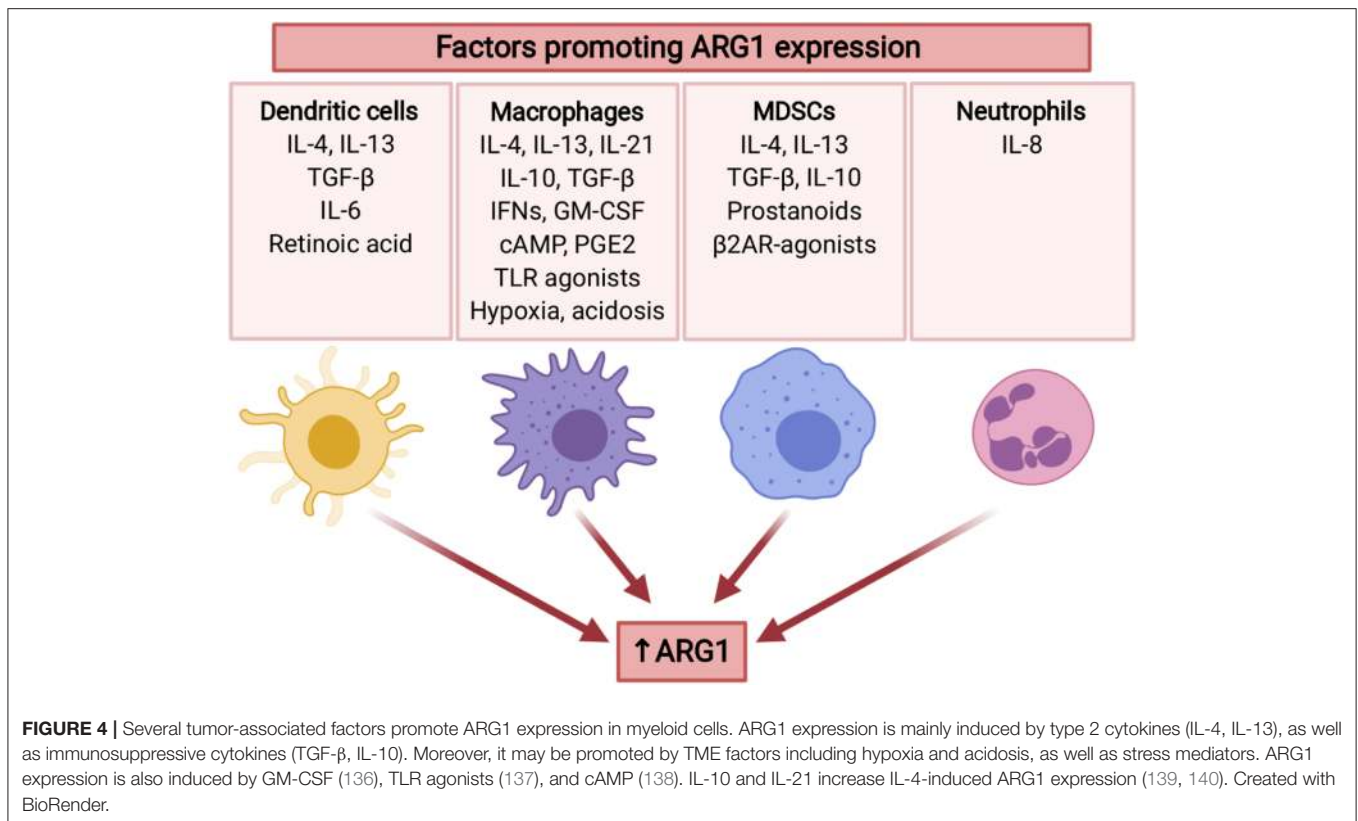 Factors promoting ARG1 expression
Dendritic cells
IL-4, IL-13
TGF-β
IL-6
Retinoic acid
Macrophages
IL-4, IL-13, IL-21
IL-10, TGF-β
IFNs, GM-CSF
cAMP, PGE2
TLR agonists
Hypoxia, acidosis
MDSCs
IL-4, IL-13
TGF-β, IL-10
Prostanoids
β2AR-agonists
Neutrophils
IL-8
↑ARG1
FIGURE 4 | Several tumor-associated factors promote ARG1 expression in myeloid cells. ARG1 expression is mainly induced by type 2 cytokines (IL-4, IL-13), as well
as immunosuppressive cytokines (TGF-β, IL-10). Moreover, it may be promoted by TME factors including hypoxia and acidosis, as well as stress mediators. ARG1
expression is also induced by GM-CSF (136), TLR agonists (137), and cAMP (138). IL-10 and IL-21 increase IL-4-induced ARG1 expression (139, 140). Created with
BioRender.